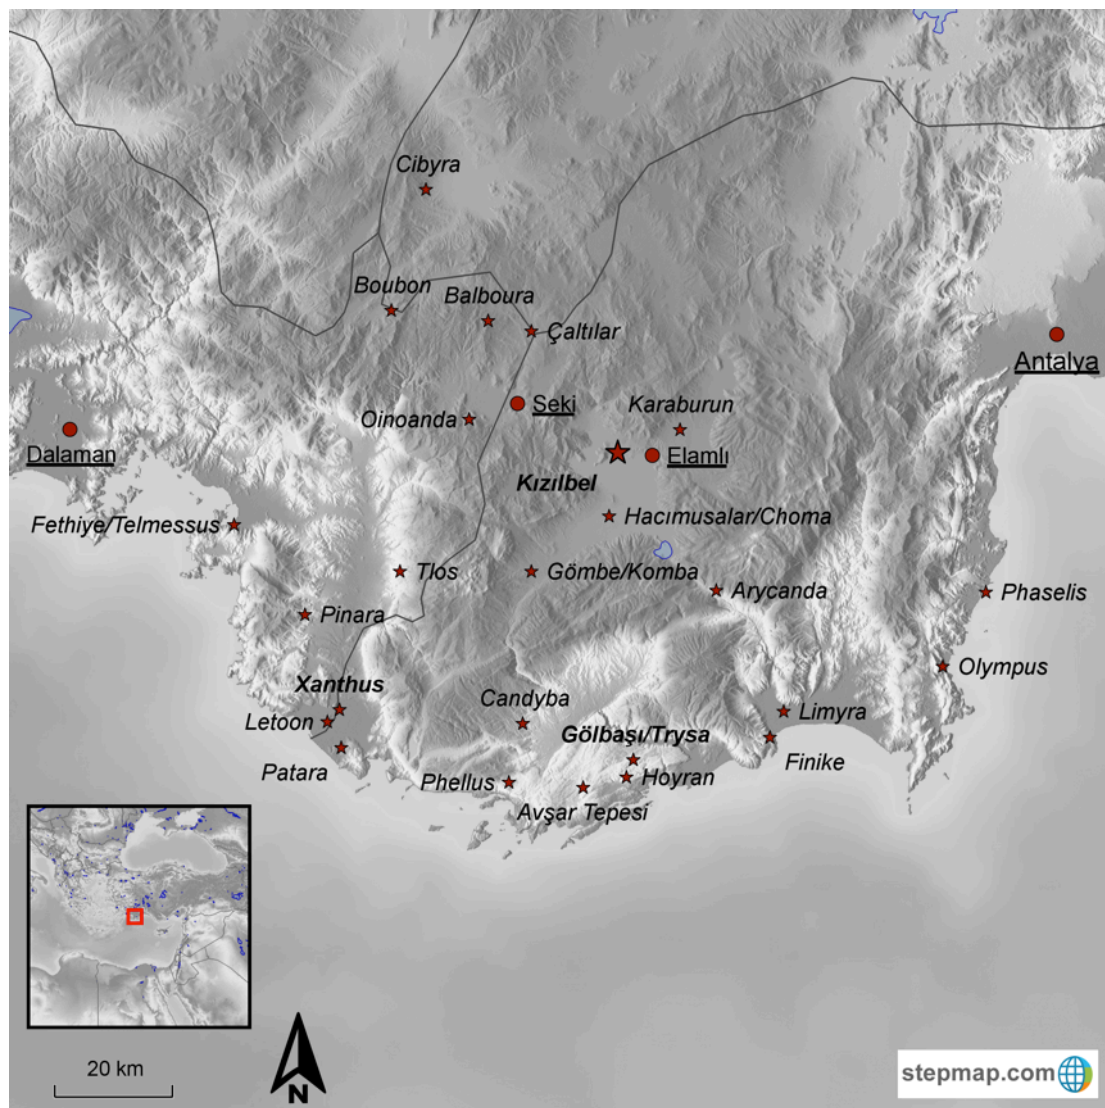 Cibyra
Boubon
Balboura
Çaltılar
Antalya
Seki
Karaburun
Oinoanda
Dalaman
Elamlı
Kızılbel
Fethiye/Telmessus
Hacımusalar/Choma
Tlos
Gömbe/Komba
Arycanda
Phaselis
Pinara
Olympus
Xanthus
Candyba
Letoon
Limyra
Gölbaşı/Trysa
Patara
Finike
Phellus
Hoyran
Avşar Tepesi
20 km
N
stepmap.com